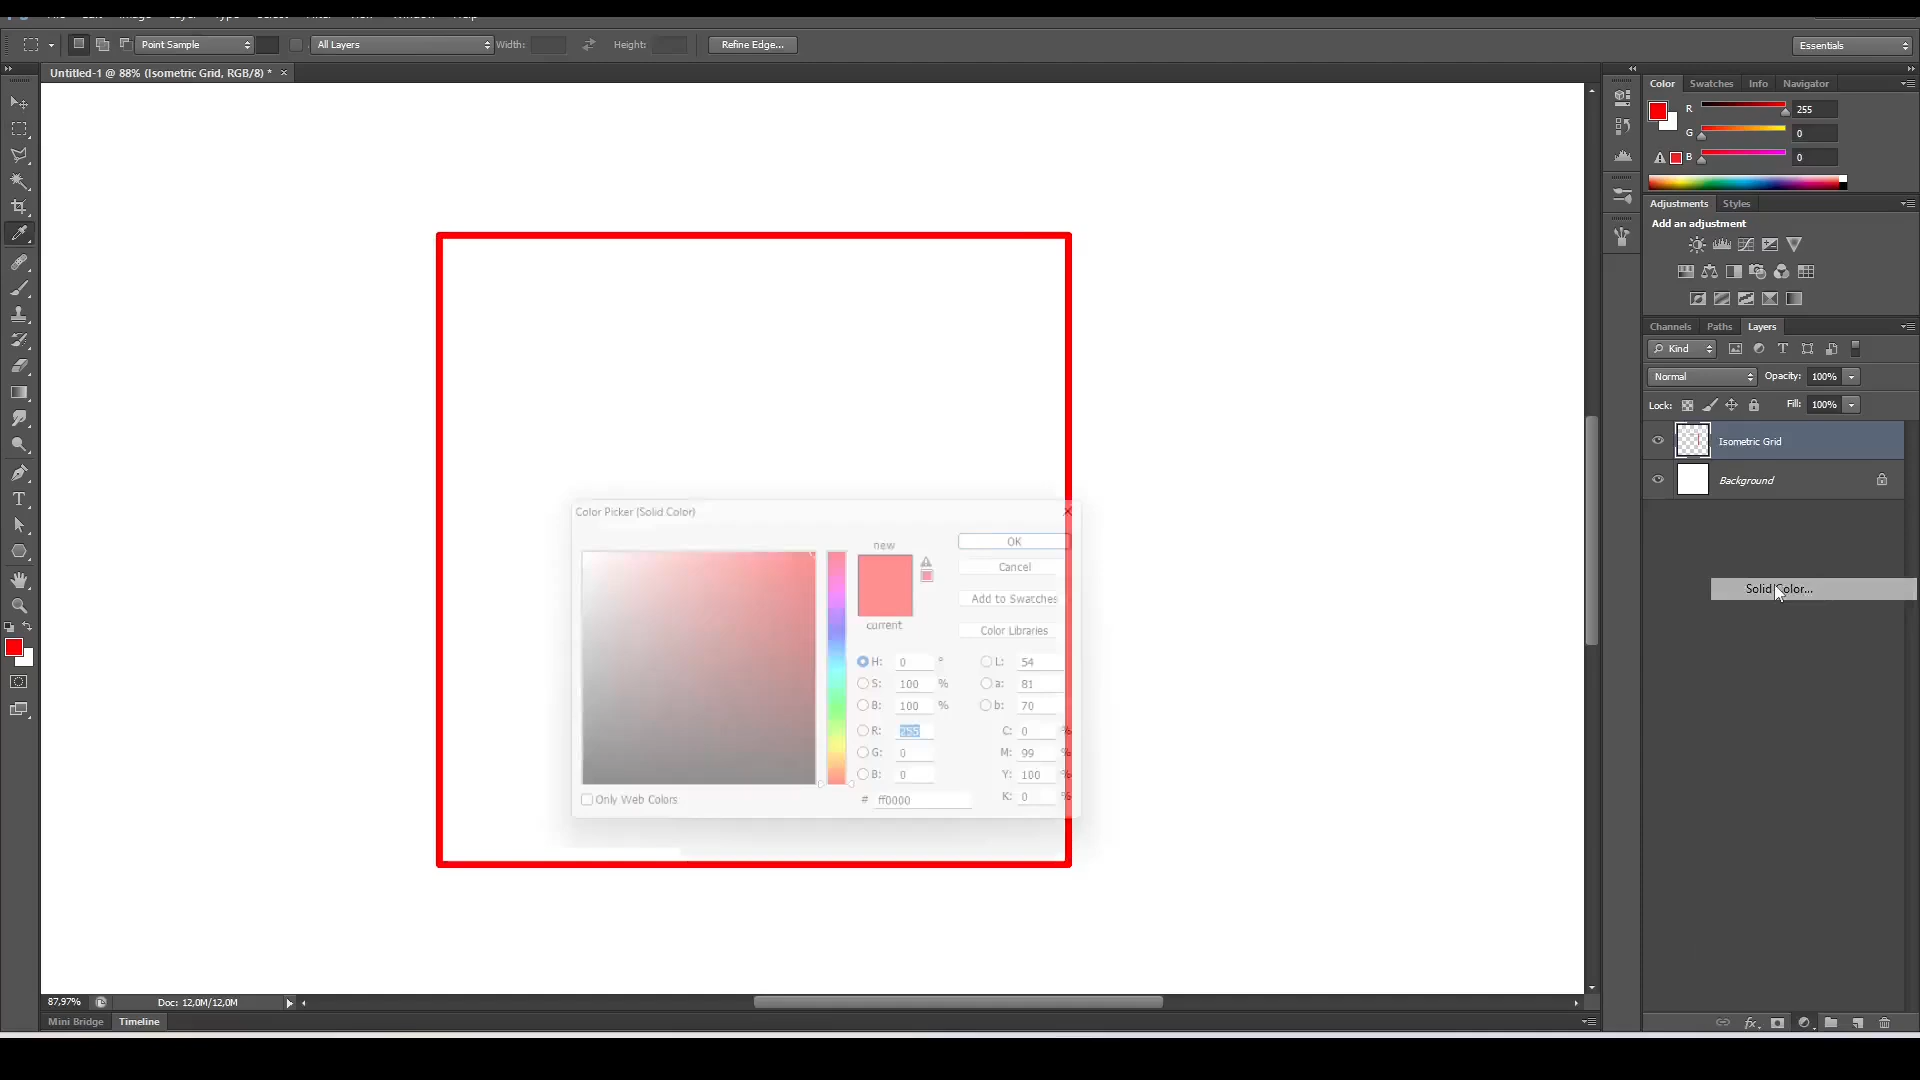 Point Sample
All Layers
Width:
Height:
Refine Edge...
Essentials
Untitled-1 @ 88% (Isometric Grid, RGB/8) * ×
Color Swatches Info Navigator
R 255
G 0
B 0
Adjustments Styles
Add an adjustment
Channels Paths Layers
Kind
Normal Opacity: 100%
Lock: Fill: 100%
Isometric Grid
Background
Solid Color...
Color Picker (Solid Color)
new
current
OK
Cancel
Add to Swatches
Color Libraries
H: 0 ° L: 54
S: 100 % a: 81
B: 100 % b: 70
R: 255 C: 0 %
G: 0 M: 99 %
B: 0 Y: 100 %
# ff0000 K: 0 %
Only Web Colors
87,97% Doc: 12,0M/12,0M
Mini Bridge Timeline